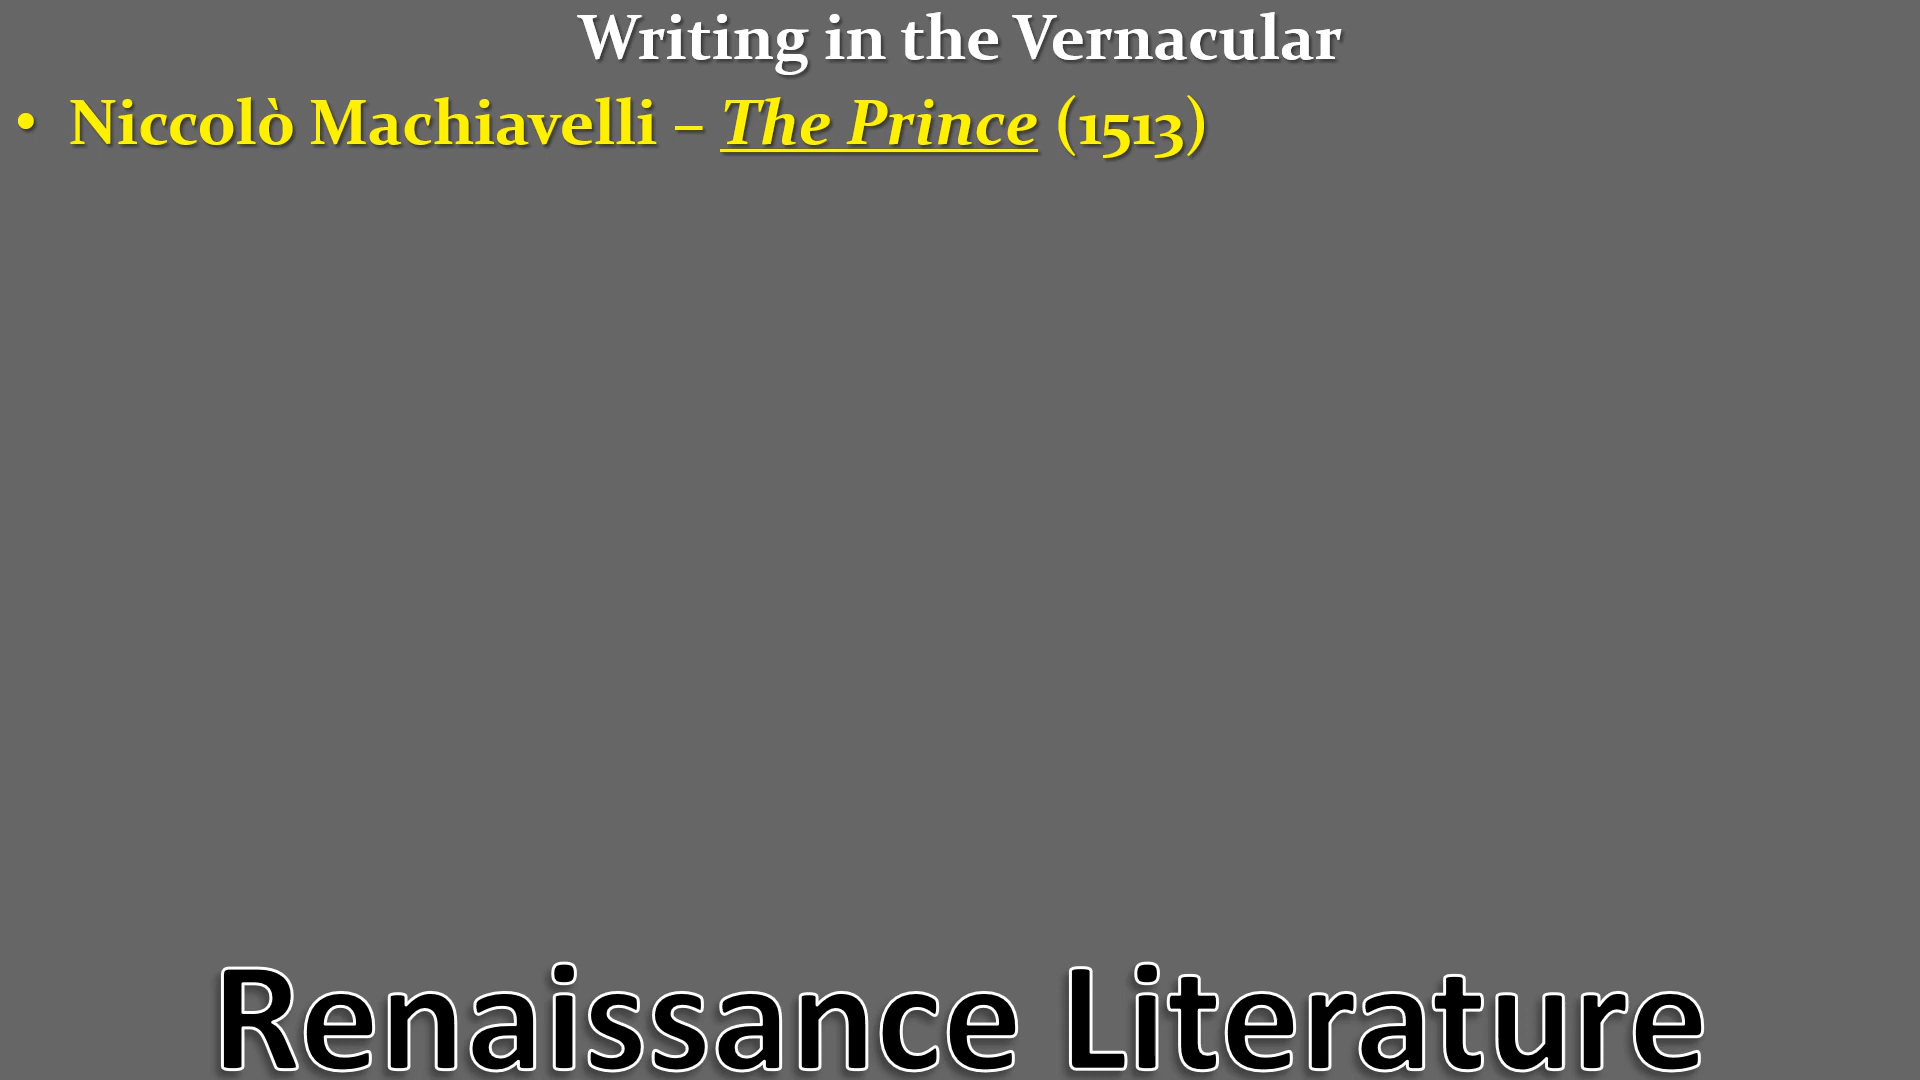 Writing in the Vernacular
• Niccolò Machiavelli – The Prince (1513)
Renaissance Literature